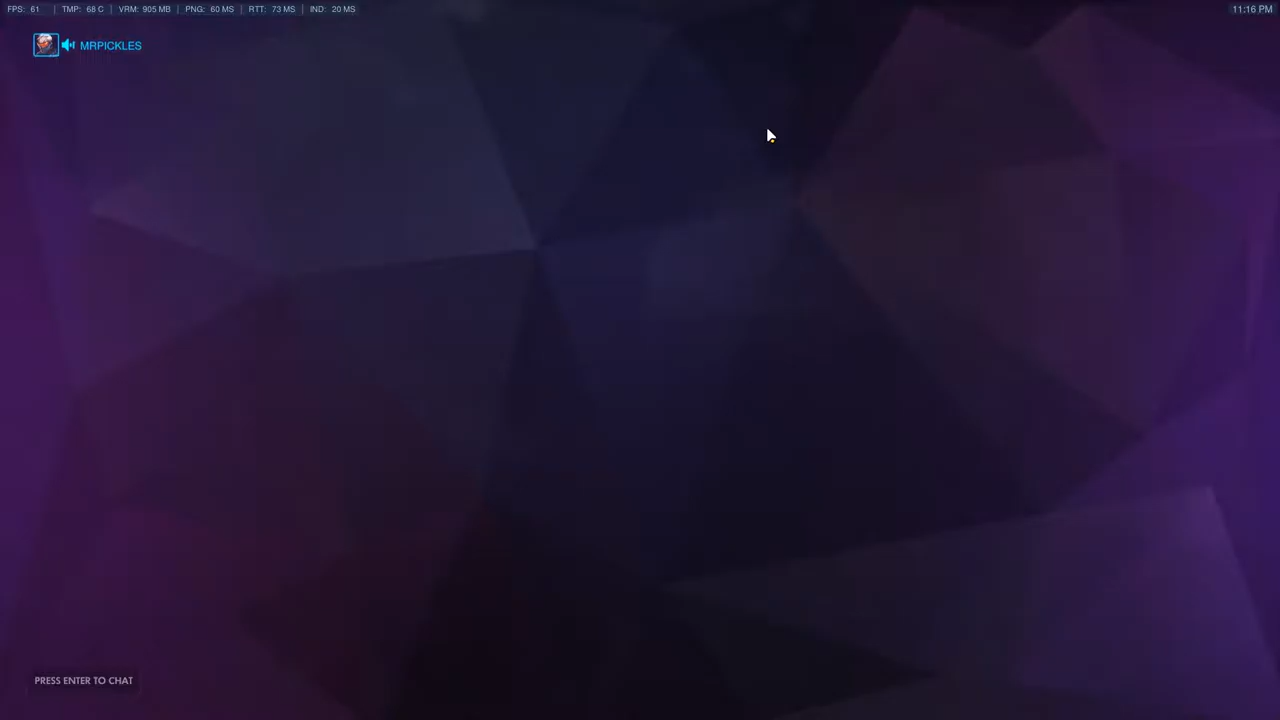 FPS: 61 | TMP: 68 C | VRM: 905 MB | PNG: 60 MS | RTT: 73 MS | IND: 20 MS
11:16 PM
MRPICKLES
PRESS ENTER TO CHAT